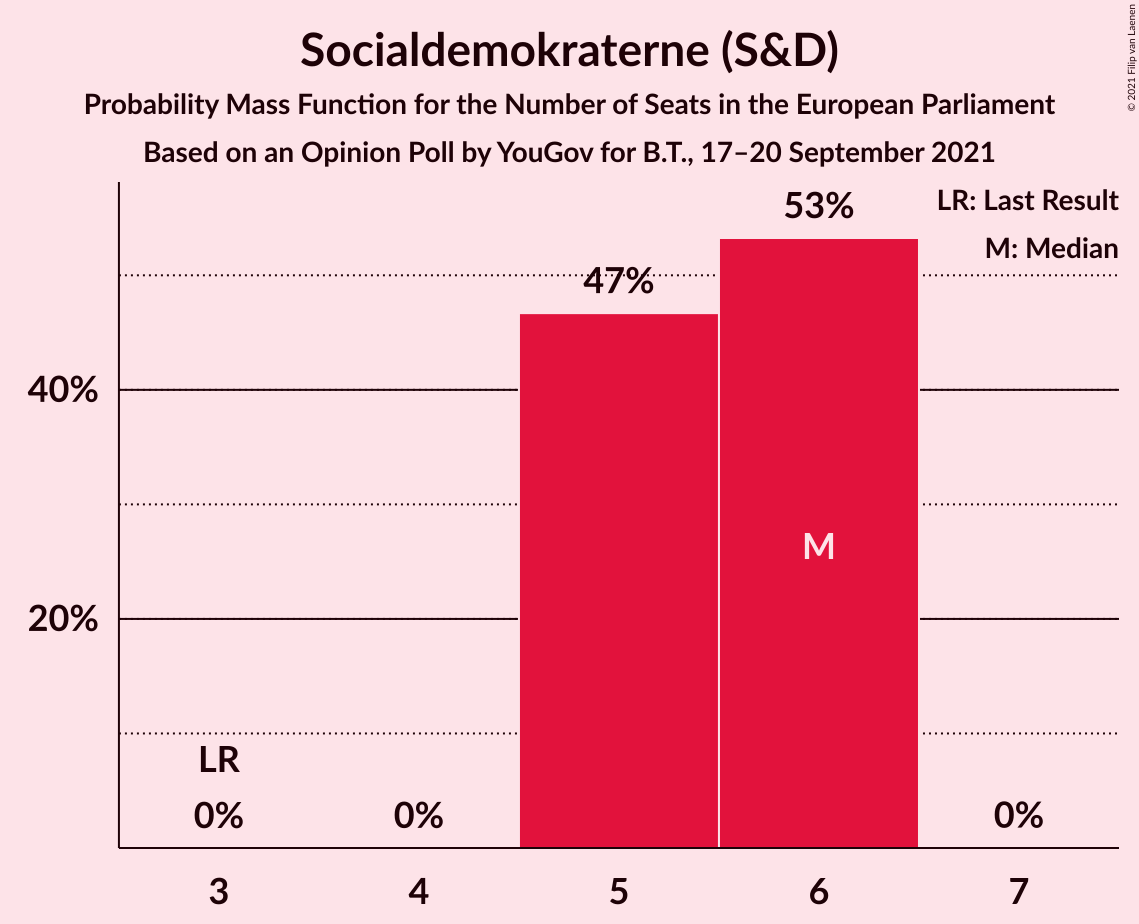 Socialdemokraterne (S&D)
Probability Mass Function for the Number of Seats in the European Parliament
Based on an Opinion Poll by YouGov for B.T., 17–20 September 2021
© 2021 Filip van Laenen
LR: Last Result
M: Median
53%
47%
40%
M
20%
LR
0%
0%
0%
3
4
5
6
7